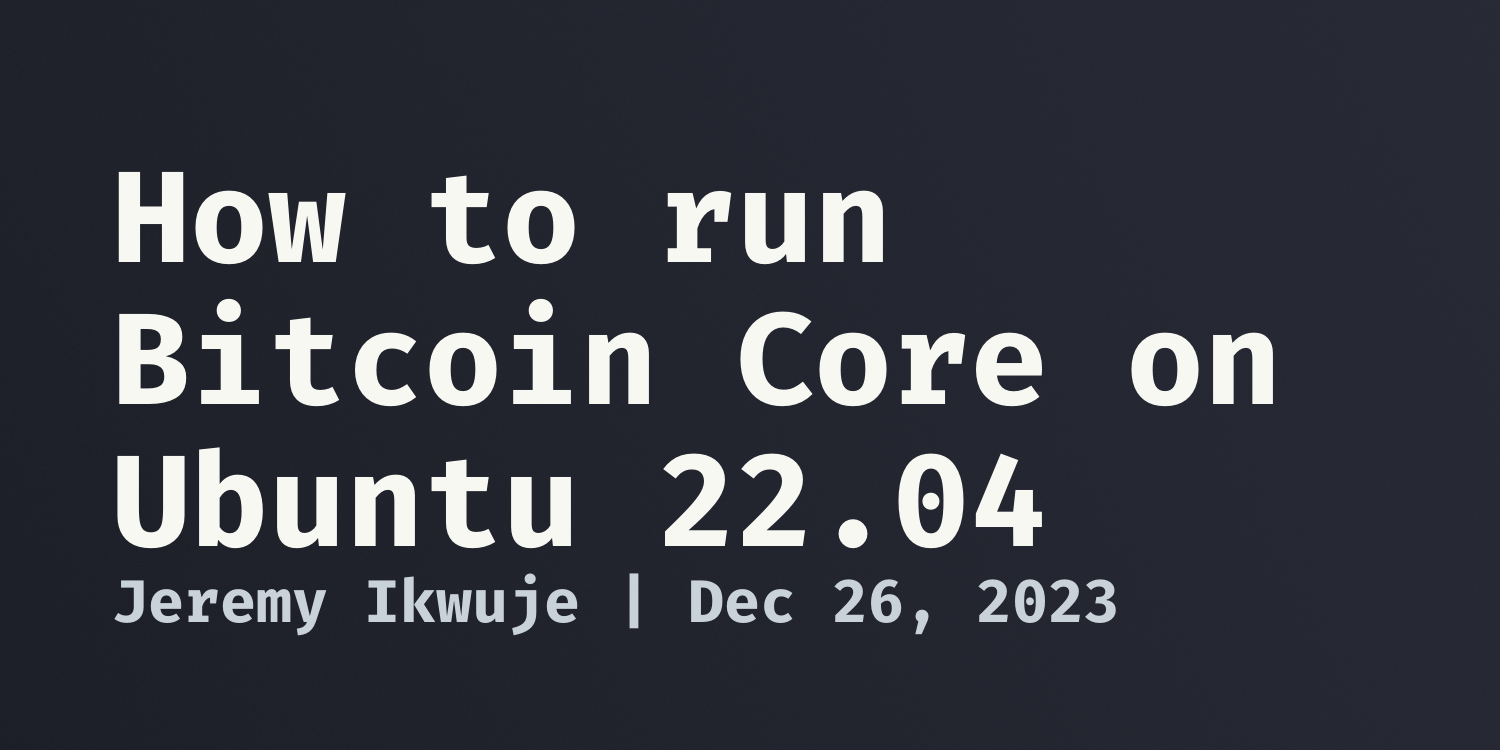 How to run
Bitcoin Core on
Ubuntu 22.04
Jeremy Ikwuje | Dec 26, 2023